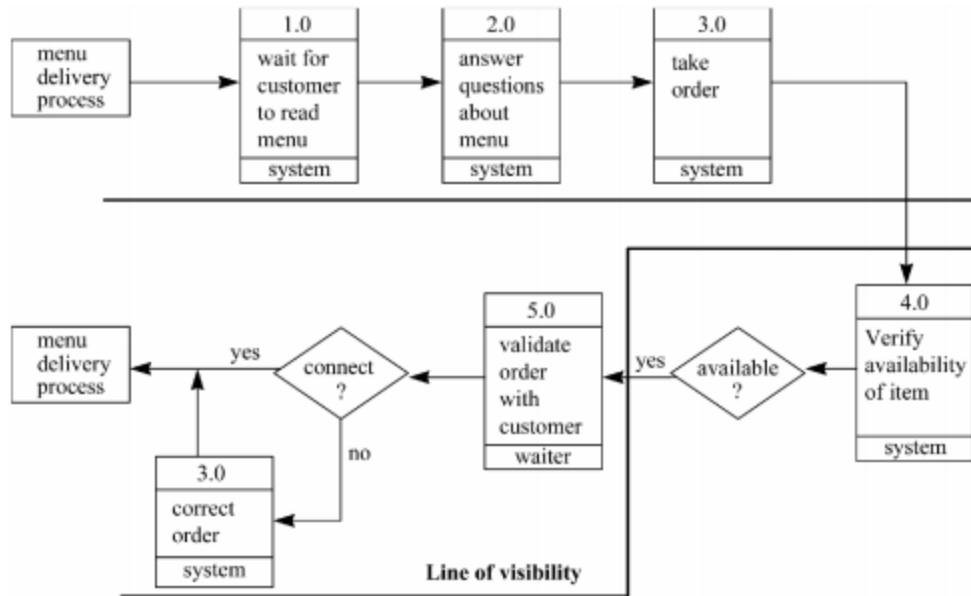 menu
delivery
process
1.0
wait for
customer
to read
menu
system
2.0
answer
questions
about
menu
system
3.0
take
order
system
4.0
Verify
availability
of item
system
available
?
yes
5.0
validate
order
with
customer
waiter
connect
?
yes
no
menu
delivery
process
3.0
correct
order
system
Line of visibility